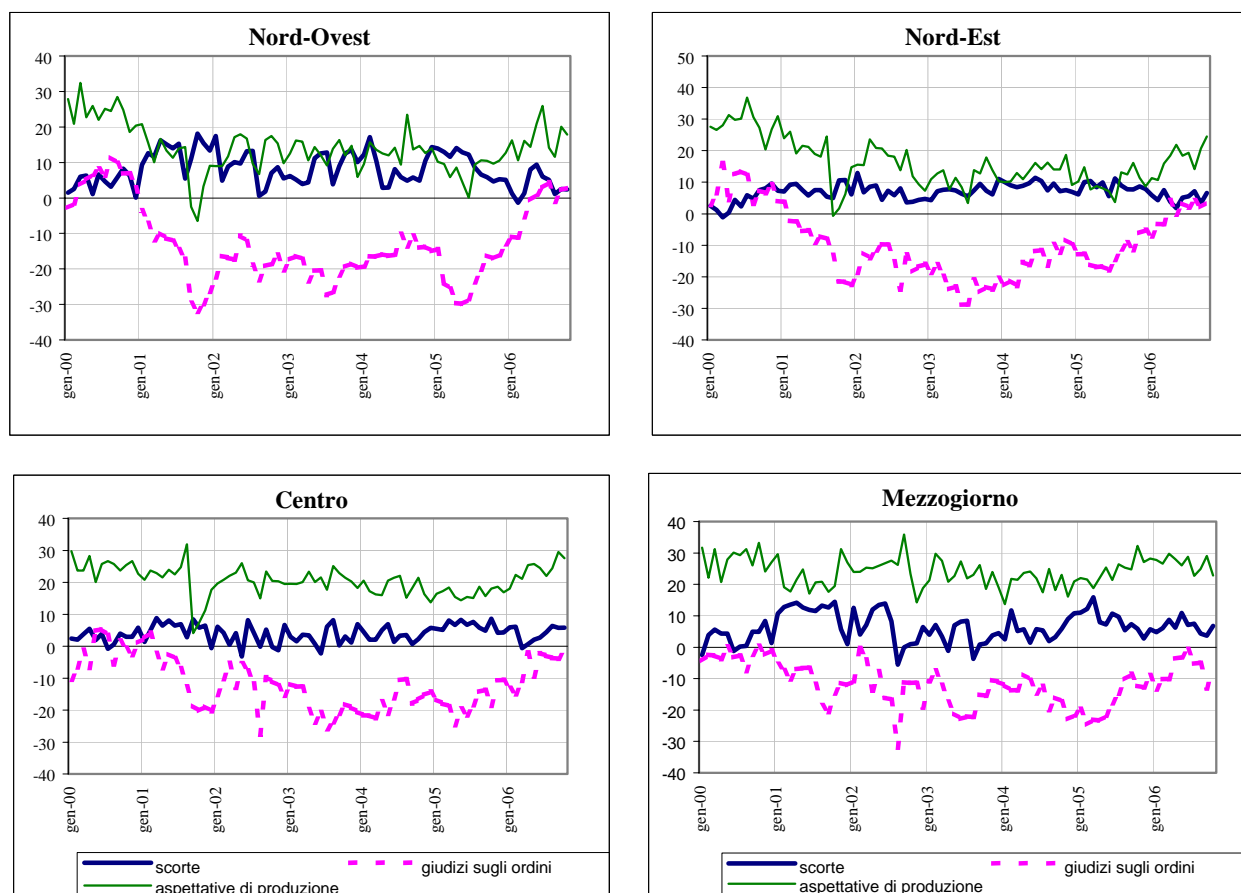 Nord-Ovest
40
30
20
10
0
-10
-20
-30
-40
gen-00
gen-01
gen-02
gen-03
gen-04
gen-05
gen-06
Nord-Est
50
40
30
20
10
0
-10
-20
-30
-40
gen-00
gen-01
gen-02
gen-03
gen-04
gen-05
gen-06
Centro
40
30
20
10
0
-10
-20
-30
-40
gen-00
gen-01
gen-02
gen-03
gen-04
gen-05
gen-06
scorte
giudizi sugli ordini
aspettative di produzione
Mezzogiorno
40
30
20
10
0
-10
-20
-30
-40
gen-00
gen-01
gen-02
gen-03
gen-04
gen-05
gen-06
scorte
giudizi sugli ordini
aspettative di produzione